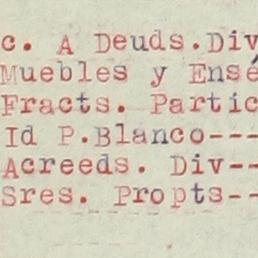 c. A Deuds.Div
Muebles y Ensé
Fracts. Partic
Id P.Blanco---
Acreeds. Div--
Sres. Propts--